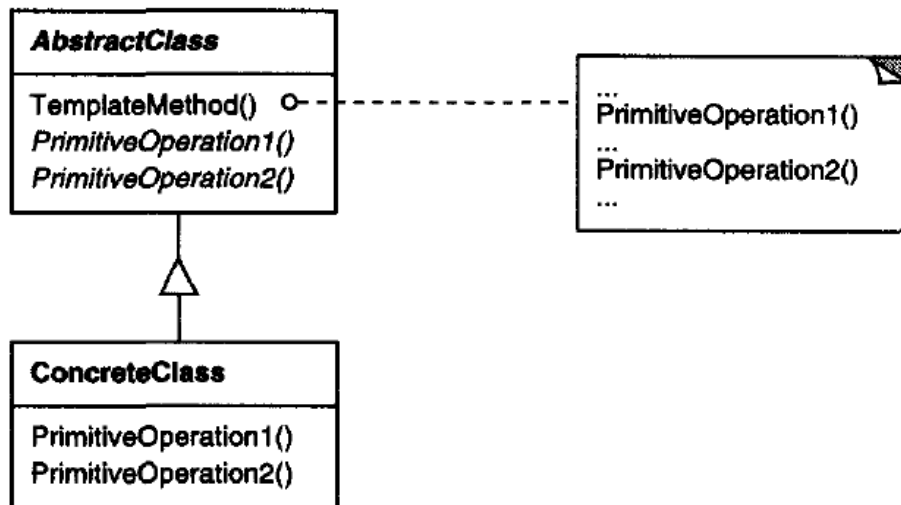 AbstractClass
TemplateMethod()
PrimitiveOperation1()
PrimitiveOperation2()
...
PrimitiveOperation1()
...
PrimitiveOperation2()
...
ConcreteClass
PrimitiveOperation1()
PrimitiveOperation2()